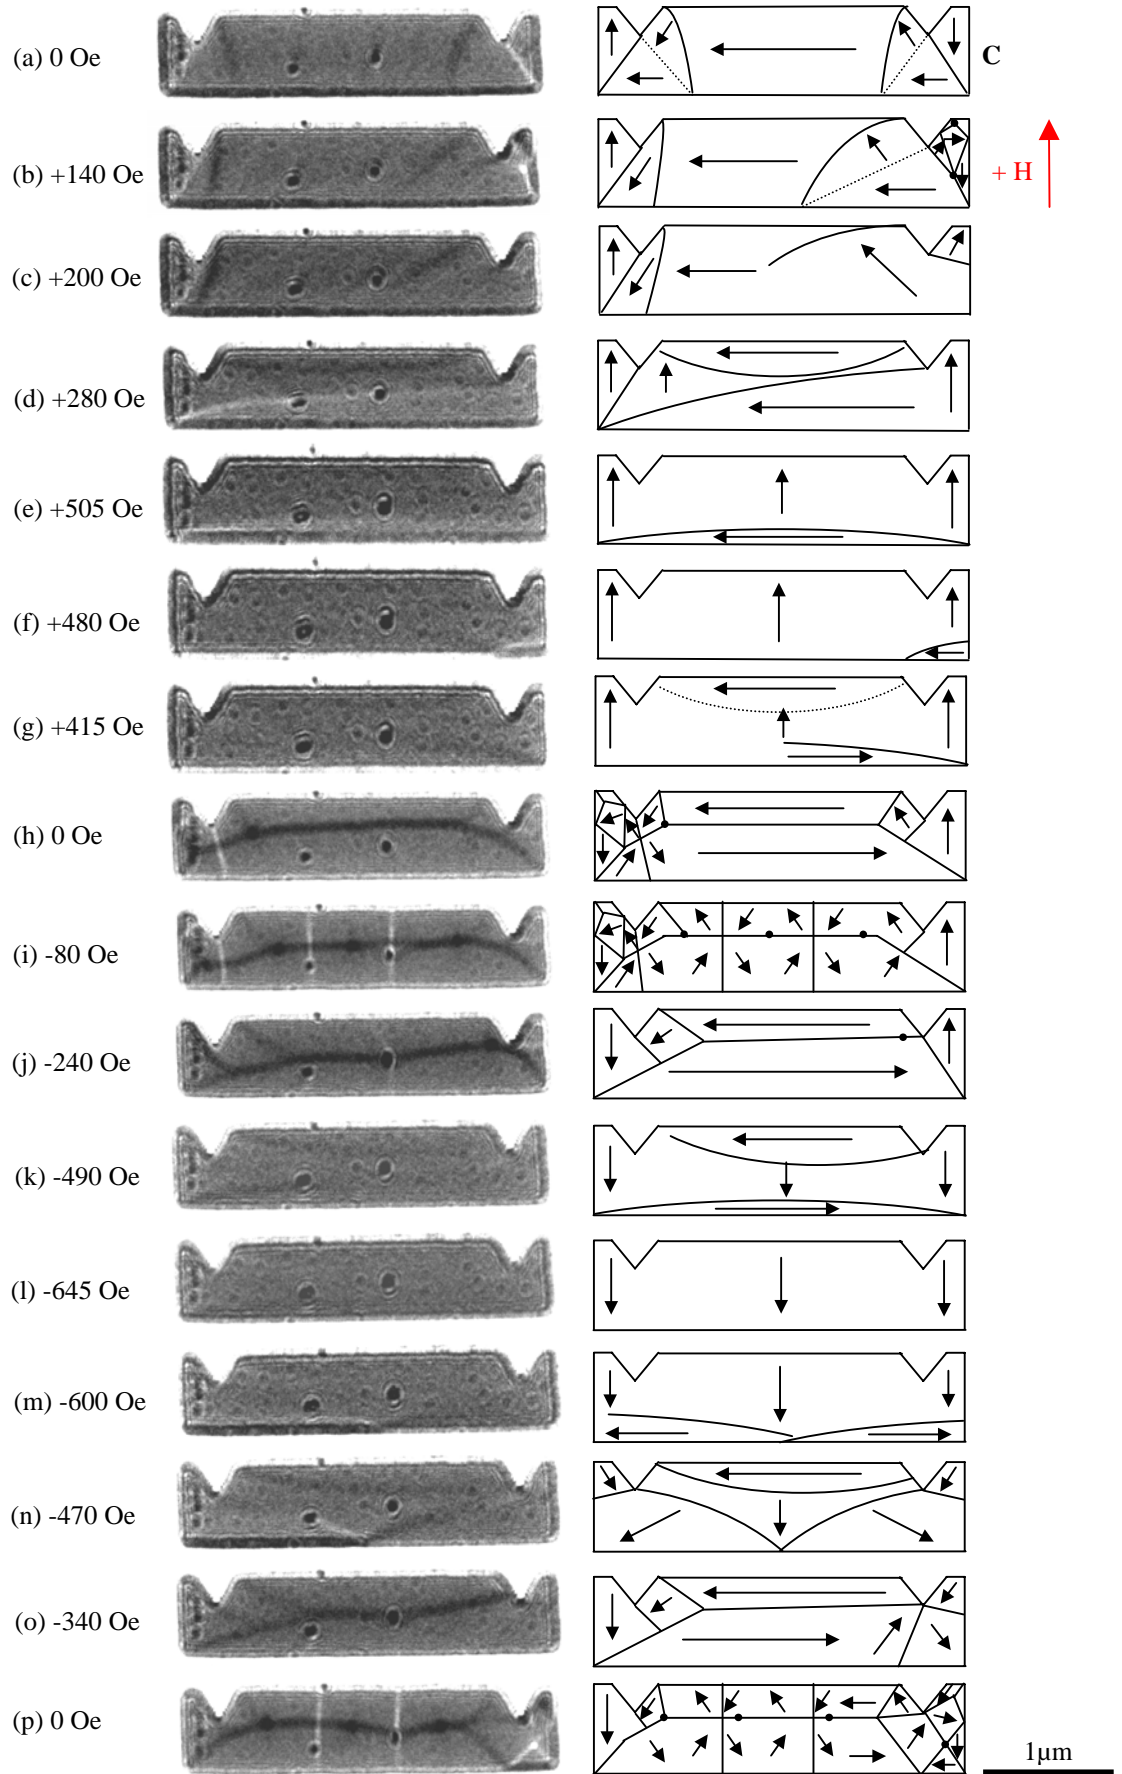 (a) 0 Oe
C
(b) +140 Oe
+ H
(c) +200 Oe
(d) +280 Oe
(e) +505 Oe
(f) +480 Oe
(g) +415 Oe
(h) 0 Oe
(i) -80 Oe
(j) -240 Oe
(k) -490 Oe
(l) -645 Oe
(m) -600 Oe
(n) -470 Oe
(o) -340 Oe
(p) 0 Oe
1µm